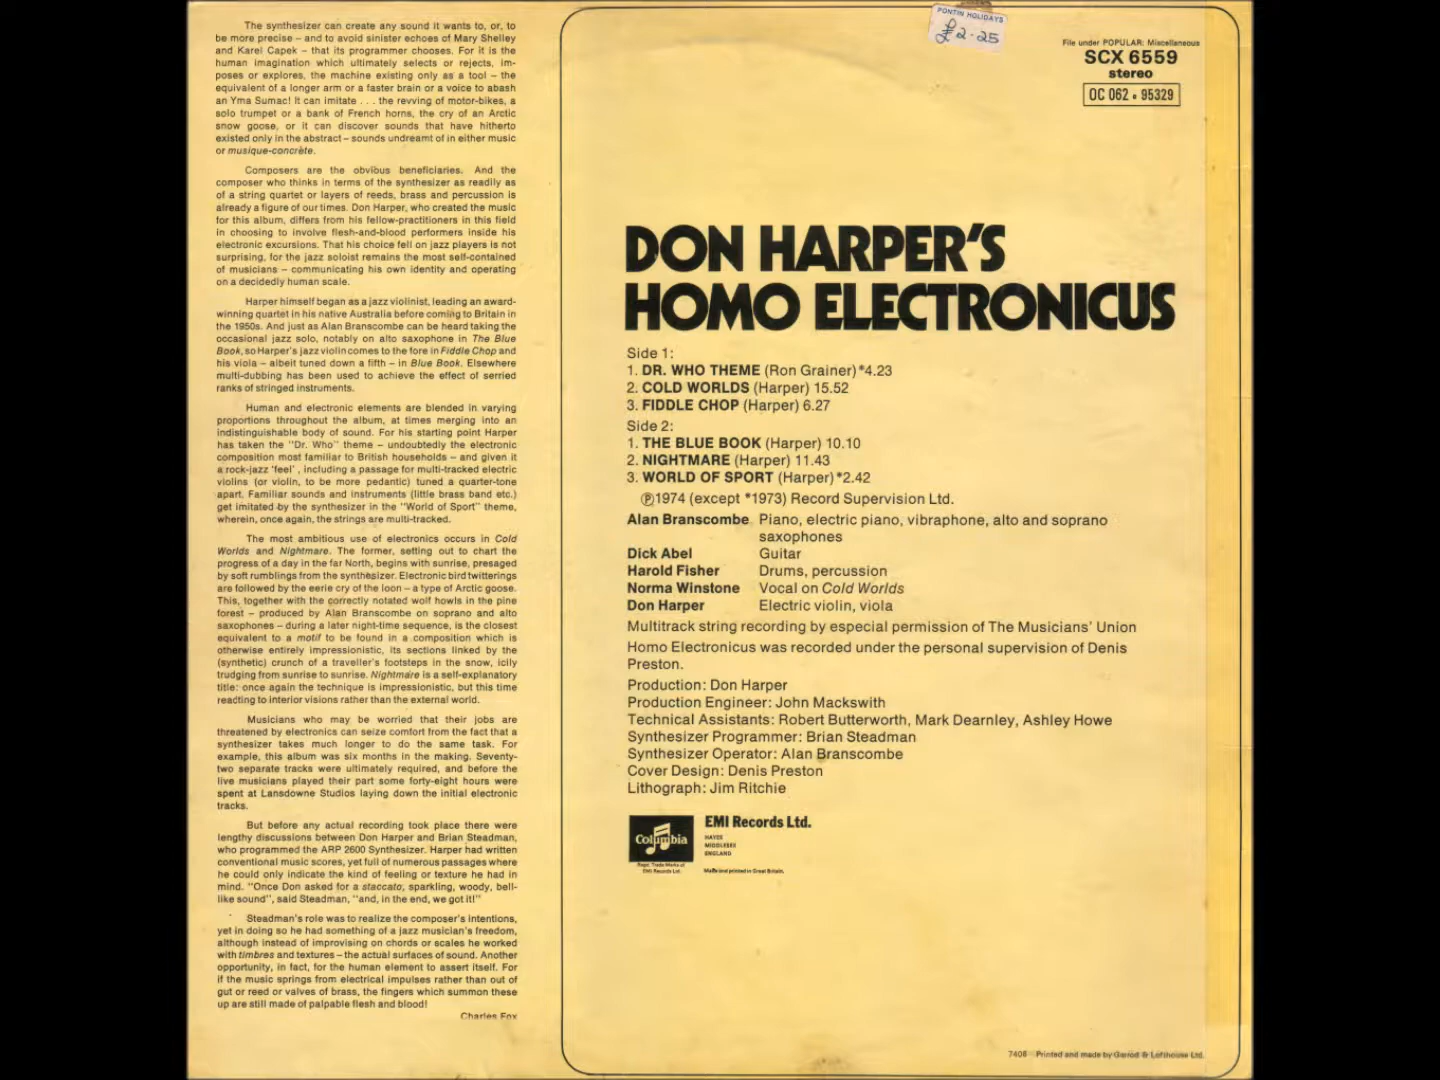 The synthesizer can create any sound it wants to, or, to
be more precise – and to avoid sinister echoes of Mary Shelley
and Karel Capek – that its programmer chooses. For it is the
human imagination which ultimately selects or rejects, im-
poses or explores, the machine existing only as a tool – the
equivalent of a longer arm or a faster brain or a voice to abash
an Yma Sumac! It can imitate . . . the revving of motor-bikes, a
solo trumpet or a bank of French horns, the cry of an Arctic
snow goose, or it can discover sounds that have hitherto
existed only in the abstract – sounds undreamt of in either music
or musique-concrète.
Composers are the obvious beneficiaries. And the
composer who thinks in terms of the synthesizer as readily as
of a string quartet or layers of reeds, brass and percussion is
already a figure of our times. Don Harper, who created the music
for this album, differs from his fellow-practitioners in this field
in choosing to involve flesh-and-blood performers inside his
electronic excursions. That his choice fell on jazz players is not
surprising, for the jazz soloist remains the most self-contained
of musicians – communicating his own identity and operating
on a decidedly human scale.
Harper himself began as a jazz violinist, leading an award-
winning quartet in his native Australia before coming to Britain in
the 1950s. And just as Alan Branscombe can be heard taking the
occasional jazz solo, notably on alto saxophone in The Blue
Book, so Harper's jazz violin comes to the fore in Fiddle Chop and
his viola – albeit tuned down a fifth – in Blue Book. Elsewhere
multi-dubbing has been used to achieve the effect of serried
ranks of stringed instruments.
Human and electronic elements are blended in varying
proportions throughout the album, at times merging into an
indistinguishable body of sound. For his starting point Harper
has taken the "Dr. Who" theme – undoubtedly the electronic
composition most familiar to British households – and given it
a rock-jazz 'feel' , including a passage for multi-tracked electric
violins (or violin, to be more pedantic) tuned a quarter-tone
apart. Familiar sounds and instruments (little brass band etc.)
get imitated by the synthesizer in the "World of Sport" theme,
wherein, once again, the strings are multi-tracked.
The most ambitious use of electronics occurs in Cold
Worlds and Nightmare. The former, setting out to chart the
progress of a day in the far North, begins with sunrise, presaged
by soft rumblings from the synthesizer. Electronic bird twitterings
are followed by the eerie cry of the loon – a type of Arctic goose.
This, together with the correctly notated wolf howls in the pine
forest – produced by Alan Branscombe on soprano and alto
saxophones – during a later night-time sequence, is the closest
equivalent to a motif to be found in a composition which is
otherwise entirely impressionistic, its sections linked by the
(synthetic) crunch of a traveller's footsteps in the snow, icily
trudging from sunrise to sunrise. Nightmare is a self-explanatory
title: once again the technique is impressionistic, but this time
reacting to interior visions rather than the external world.
Musicians who may be worried that their jobs are
threatened by electronics can seize comfort from the fact that a
synthesizer takes much longer to do the same task. For
example, this album was six months in the making. Seventy-
two separate tracks were ultimately required, and before the
live musicians played their part some forty-eight hours were
spent at Lansdowne Studios laying down the initial electronic
tracks.
But before any actual recording took place there were
lengthy discussions between Don Harper and Brian Steadman,
who programmed the ARP 2600 Synthesizer. Harper had written
conventional music scores, yet full of numerous passages where
he could only indicate the kind of feeling or texture he had in
mind. "Once Don asked for a staccato, sparkling, woody, bell-
like sound", said Steadman, "and, in the end, we got it!"
Steadman's role was to realize the composer's intentions,
yet in doing so he had something of a jazz musician's freedom,
although instead of improvising on chords or scales he worked
with timbres and textures – the actual surfaces of sound. Another
opportunity, in fact, for the human element to assert itself. For
if the music springs from electrical impulses rather than out of
gut or reed or valves of brass, the fingers which summon these
up are still made of palpable flesh and blood!
Charles Fox
PONTIN HOLIDAYS
£2·25
File under POPULAR: Miscellaneous
SCX 6559
stereo
OC 062 • 95329
DON HARPER'S
HOMO ELECTRONICUS
Side 1:
1. DR. WHO THEME (Ron Grainer)*4.23
2. COLD WORLDS (Harper) 15.52
3. FIDDLE CHOP (Harper) 6.27
Side 2:
1. THE BLUE BOOK (Harper) 10.10
2. NIGHTMARE (Harper) 11.43
3. WORLD OF SPORT (Harper)*2.42
℗1974 (except *1973) Record Supervision Ltd.
Alan Branscombe Piano, electric piano, vibraphone, alto and soprano
saxophones
Dick Abel Guitar
Harold Fisher Drums, percussion
Norma Winstone Vocal on Cold Worlds
Don Harper Electric violin, viola
Multitrack string recording by especial permission of The Musicians' Union
Homo Electronicus was recorded under the personal supervision of Denis
Preston.
Production: Don Harper
Production Engineer: John Mackswith
Technical Assistants: Robert Butterworth, Mark Dearnley, Ashley Howe
Synthesizer Programmer: Brian Steadman
Synthesizer Operator: Alan Branscombe
Cover Design: Denis Preston
Lithograph: Jim Ritchie
Columbia
Regd. Trade Marks of
EMI Records Ltd.
EMI Records Ltd.
HAYES
MIDDLESEX
ENGLAND
Made and printed in Great Britain.
7408 Printed and made by Garrod & Lofthouse Ltd.